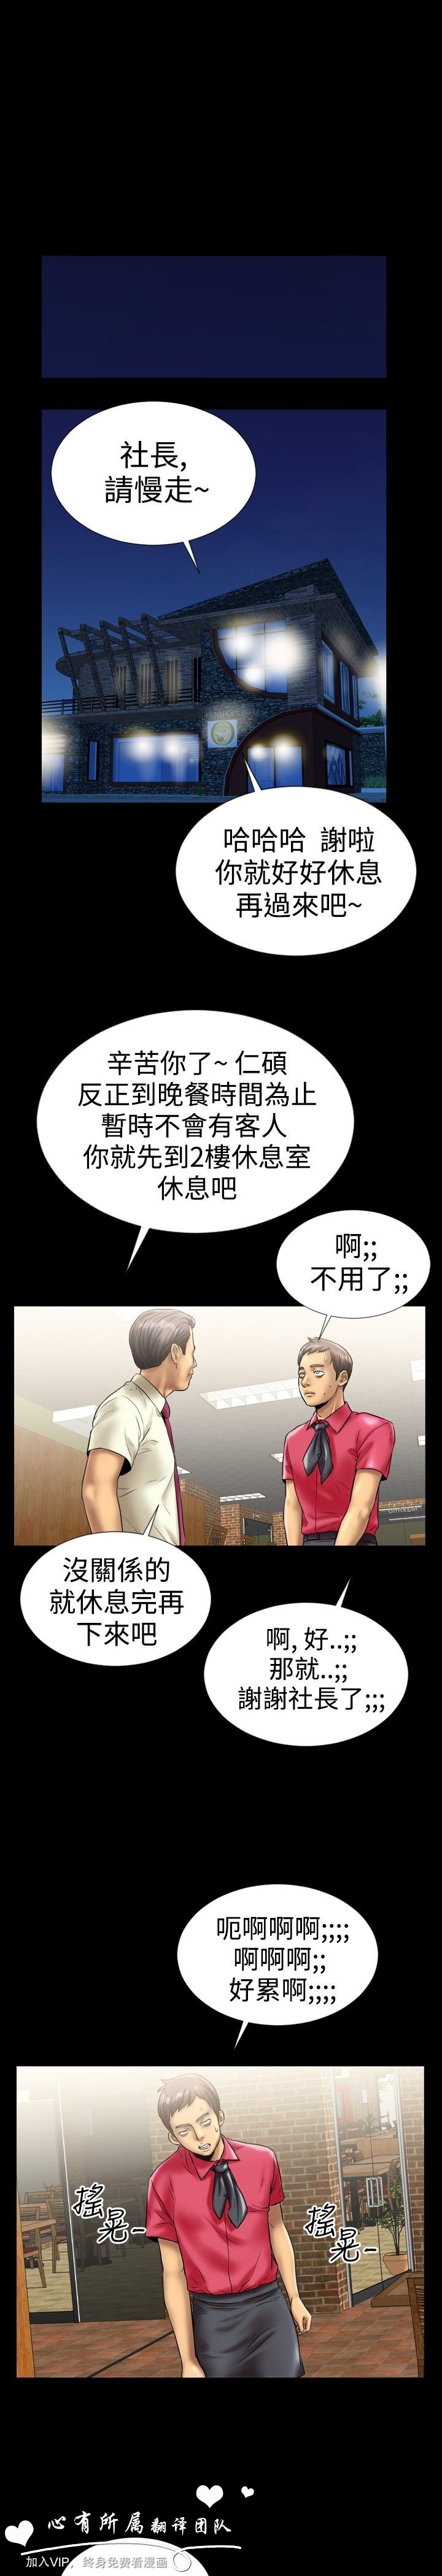 社長,
請慢走~
哈哈哈 謝啦
你就好好休息
再過來吧~
辛苦你了~ 仁碩
反正到晚餐時間為止
暫時不會有客人
你就先到2樓休息室
休息吧
啊;;
不用了;;
沒關係的
就休息完再
下來吧
啊, 好..;;
那就..;;
謝謝社長了;;;
呃啊啊啊;;;;
啊啊啊;;
好累啊;;;;
搖晃-
搖晃-
心有所属翻译团队
加入VIP，终身免费看漫画